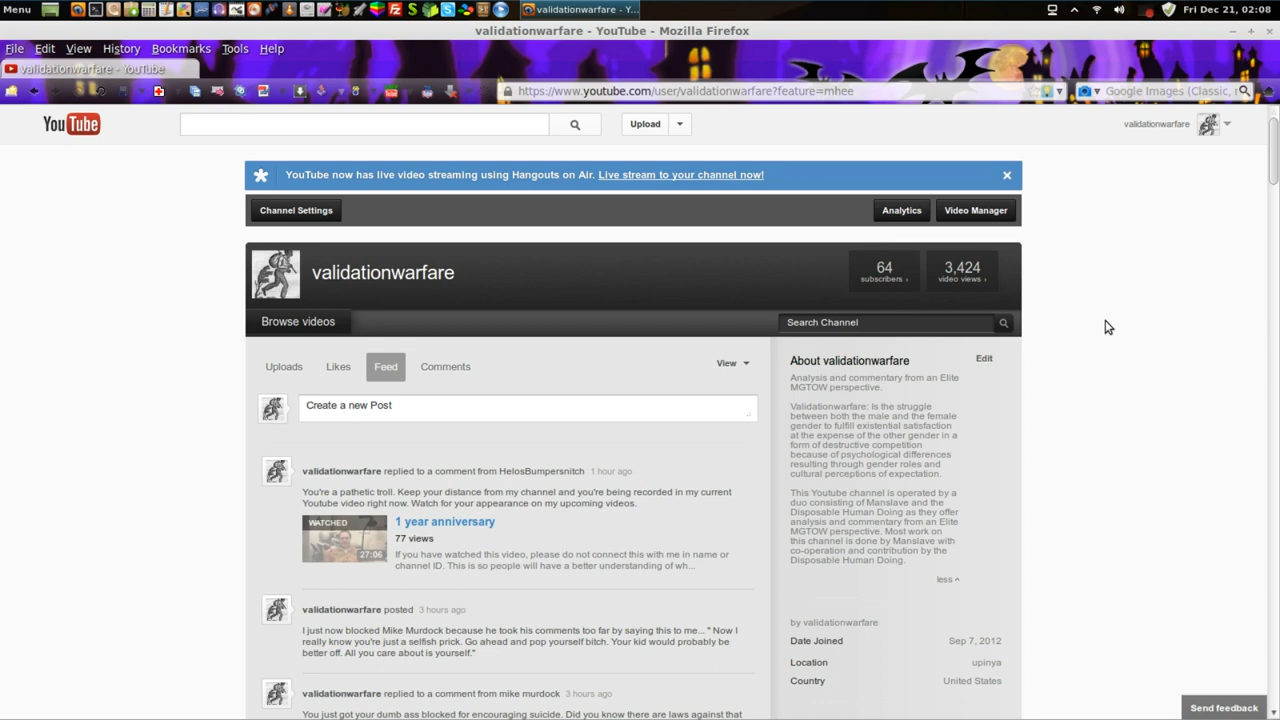 Menu
validationwarfare - Y...
Fri Dec 21, 02:08
validationwarfare - YouTube - Mozilla Firefox
File Edit View History Bookmarks Tools Help
validationwarfare - YouTube
https://www.youtube.com/user/validationwarfare?feature=mhee
Google Images (Classic,
YouTube
Upload
validationwarfare
YouTube now has live video streaming using Hangouts on Air. Live stream to your channel now!
Channel Settings
Analytics
Video Manager
validationwarfare
64
subscribers ›
3,424
video views ›
Browse videos
Search Channel
Uploads Likes Feed Comments
View
Create a new Post
validationwarfare replied to a comment from HelosBumpersnitch 1 hour ago
You're a pathetic troll. Keep your distance from my channel and you're being recorded in my current
Youtube video right now. Watch for your appearance on my upcoming videos.
WATCHED
27:06
1 year anniversary
77 views
If you have watched this video, please do not connect this with me in name or
channel ID. This is so people will have a better understanding of wh...
validationwarfare posted 3 hours ago
I just now blocked Mike Murdock because he took his comments too far by saying this to me... " Now I
really know you're just a selfish prick. Go ahead and pop yourself bitch. Your kid would probably be
better off. All you care about is yourself."
validationwarfare replied to a comment from mike murdock 3 hours ago
You just got your dumb ass blocked for encouraging suicide. Did you know there are laws against that
About validationwarfare
Edit
Analysis and commentary from an Elite
MGTOW perspective.
Validationwarfare: Is the struggle
between both the male and the female
gender to fulfill existential satisfaction
at the expense of the other gender in a
form of destructive competition
because of psychological differences
resulting through gender roles and
cultural perceptions of expectation.
This Youtube channel is operated by a
duo consisting of Manslave and the
Disposable Human Doing as they offer
analysis and commentary from an Elite
MGTOW perspective. Most work on
this channel is done by Manslave with
co-operation and contribution by the
Disposable Human Doing.
less
by validationwarfare
Date Joined Sep 7, 2012
Location upinya
Country United States
Send feedback